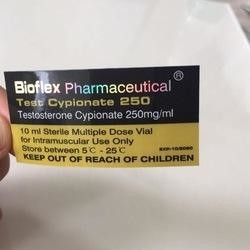 Bioflex Pharmaceutical®
Test Cypionate 250
Testosterone Cypionate 250mg/ml
10 ml Sterile Multiple Dose Vial
for Intramuscular Use Only
Store between 5℃ - 25℃
KEEP OUT OF REACH OF CHILDREN